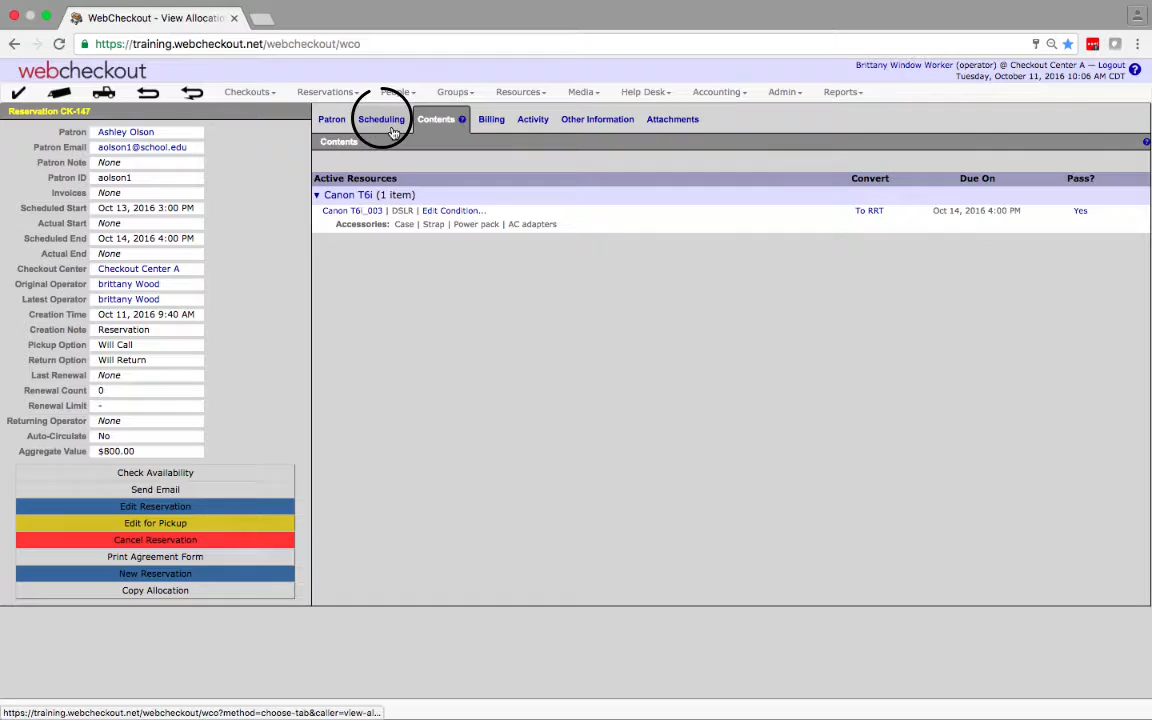 WebCheckout - View Allocatio
https://training.webcheckout.net/webcheckout/wco
webcheckout
Brittany Window Worker (operator) @ Checkout Center A — Logout
Tuesday, October 11, 2016 10:06 AM CDT
Checkouts Reservations People Groups Resources Media Help Desk Accounting Admin Reports
Reservation CK-147
Patron Scheduling Contents Billing Activity Other Information Attachments
Contents
Patron Ashley Olson
Patron Email aolson1@school.edu
Patron Note None
Patron ID aolson1
Invoices None
Scheduled Start Oct 13, 2016 3:00 PM
Actual Start None
Scheduled End Oct 14, 2016 4:00 PM
Actual End None
Checkout Center Checkout Center A
Original Operator brittany Wood
Latest Operator brittany Wood
Creation Time Oct 11, 2016 9:40 AM
Creation Note Reservation
Pickup Option Will Call
Return Option Will Return
Last Renewal None
Renewal Count 0
Renewal Limit -
Returning Operator None
Auto-Circulate No
Aggregate Value $800.00
Check Availability
Send Email
Edit Reservation
Edit for Pickup
Cancel Reservation
Print Agreement Form
New Reservation
Copy Allocation
Active Resources Convert Due On Pass?
Canon T6i (1 item)
Canon T6i_003 | DSLR | Edit Condition... To RRT Oct 14, 2016 4:00 PM Yes
Accessories: Case | Strap | Power pack | AC adapters
https://training.webcheckout.net/webcheckout/wco?method=choose-tab&caller=view-al...